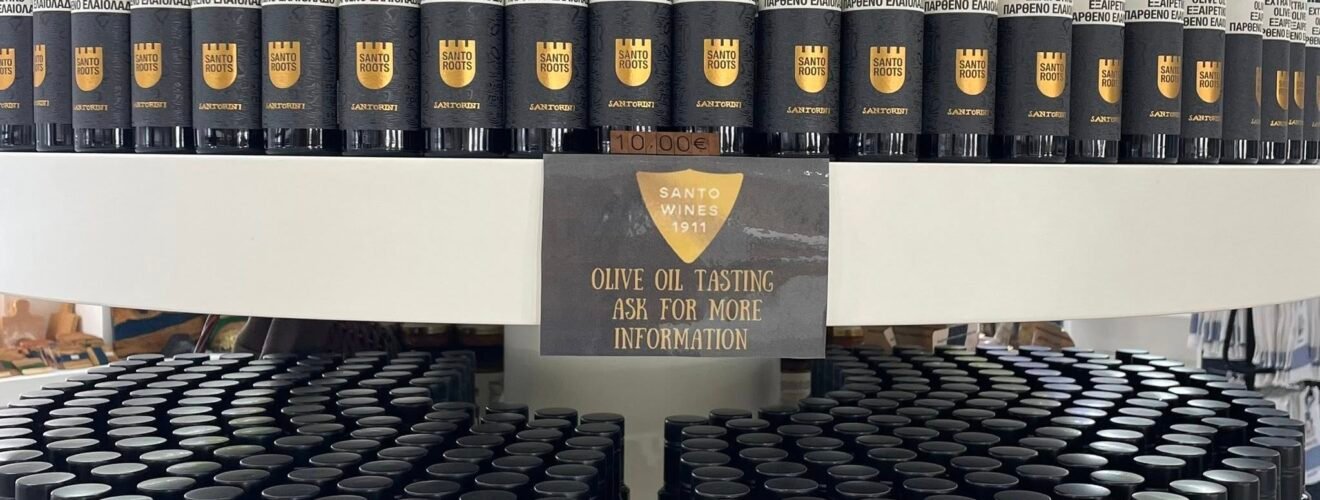 ΠΑΡΘΕΝΟ ΕΛΑΙΟΛΑΔΟ
SANTO
ROOTS
SANTORINI
10.00€
SANTO
WINES
1911
OLIVE OIL TASTING
ASK FOR MORE
INFORMATION